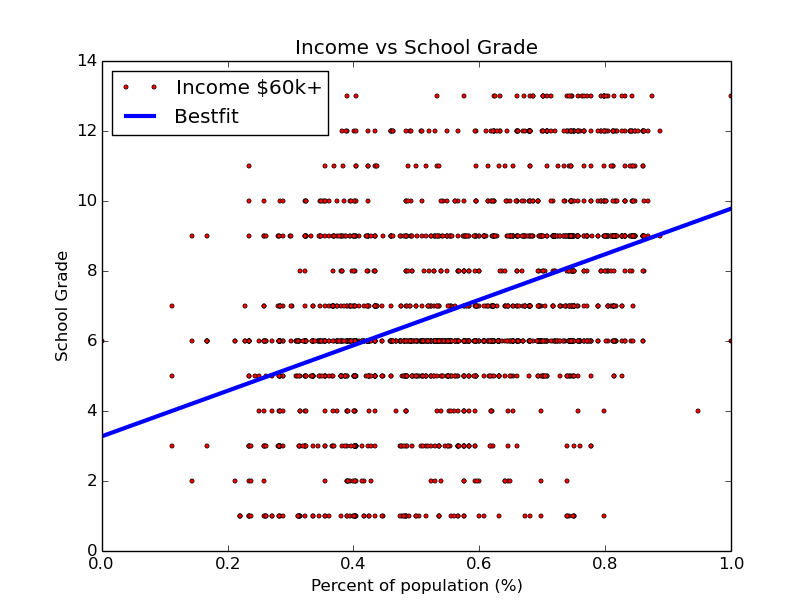 Income vs School Grade
Income $60k+
Bestfit
14
12
10
8
6
4
2
0
School Grade
0.0 0.2 0.4 0.6 0.8 1.0
Percent of population (%)